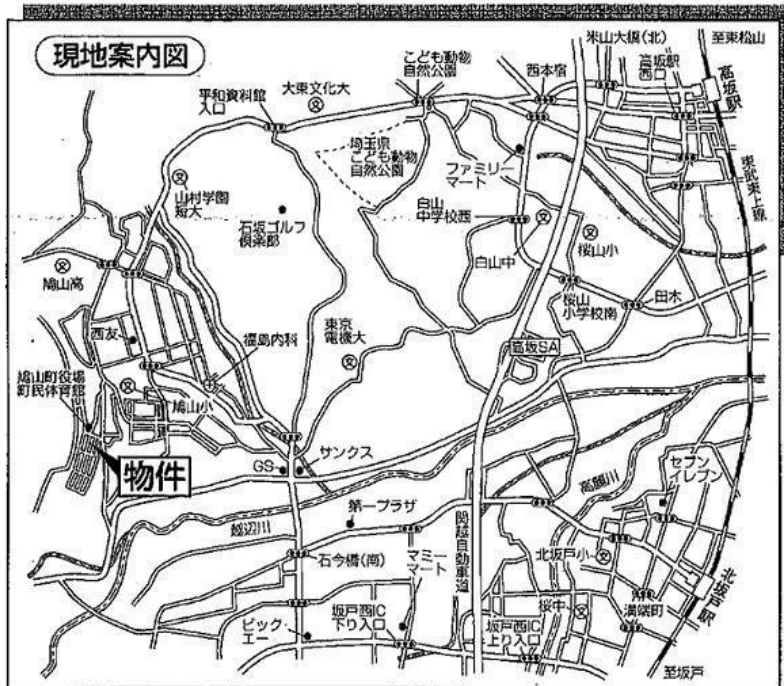 現地案内図
米山大橋(北)
至東松山
こども動物
自然公園
西本宿
高坂駅
西口
高坂駅
大東文化大
平和資料館
入口
埼玉県
こども動物
自然公園
ファミリー
マート
東武東上線
山村学園
短大
石坂ゴルフ
倶楽部
白山
中学校西
白山中
桜山小
鳩山高
桜山
小学校南
田木
西友
福島内科
東京
電機大
高坂SA
鳩山町役場
町民体育館
鳩山小
物件
GS
サンクス
高麗川
セブン
イレブン
越辺川
第一プラザ
関越自動車道
石今橋(南)
マミー
マート
北坂戸小
北坂戸駅
ビッグ
エー
坂戸西IC
下り入口
坂戸西IC
上り入口
桜中
溝端町
至坂戸